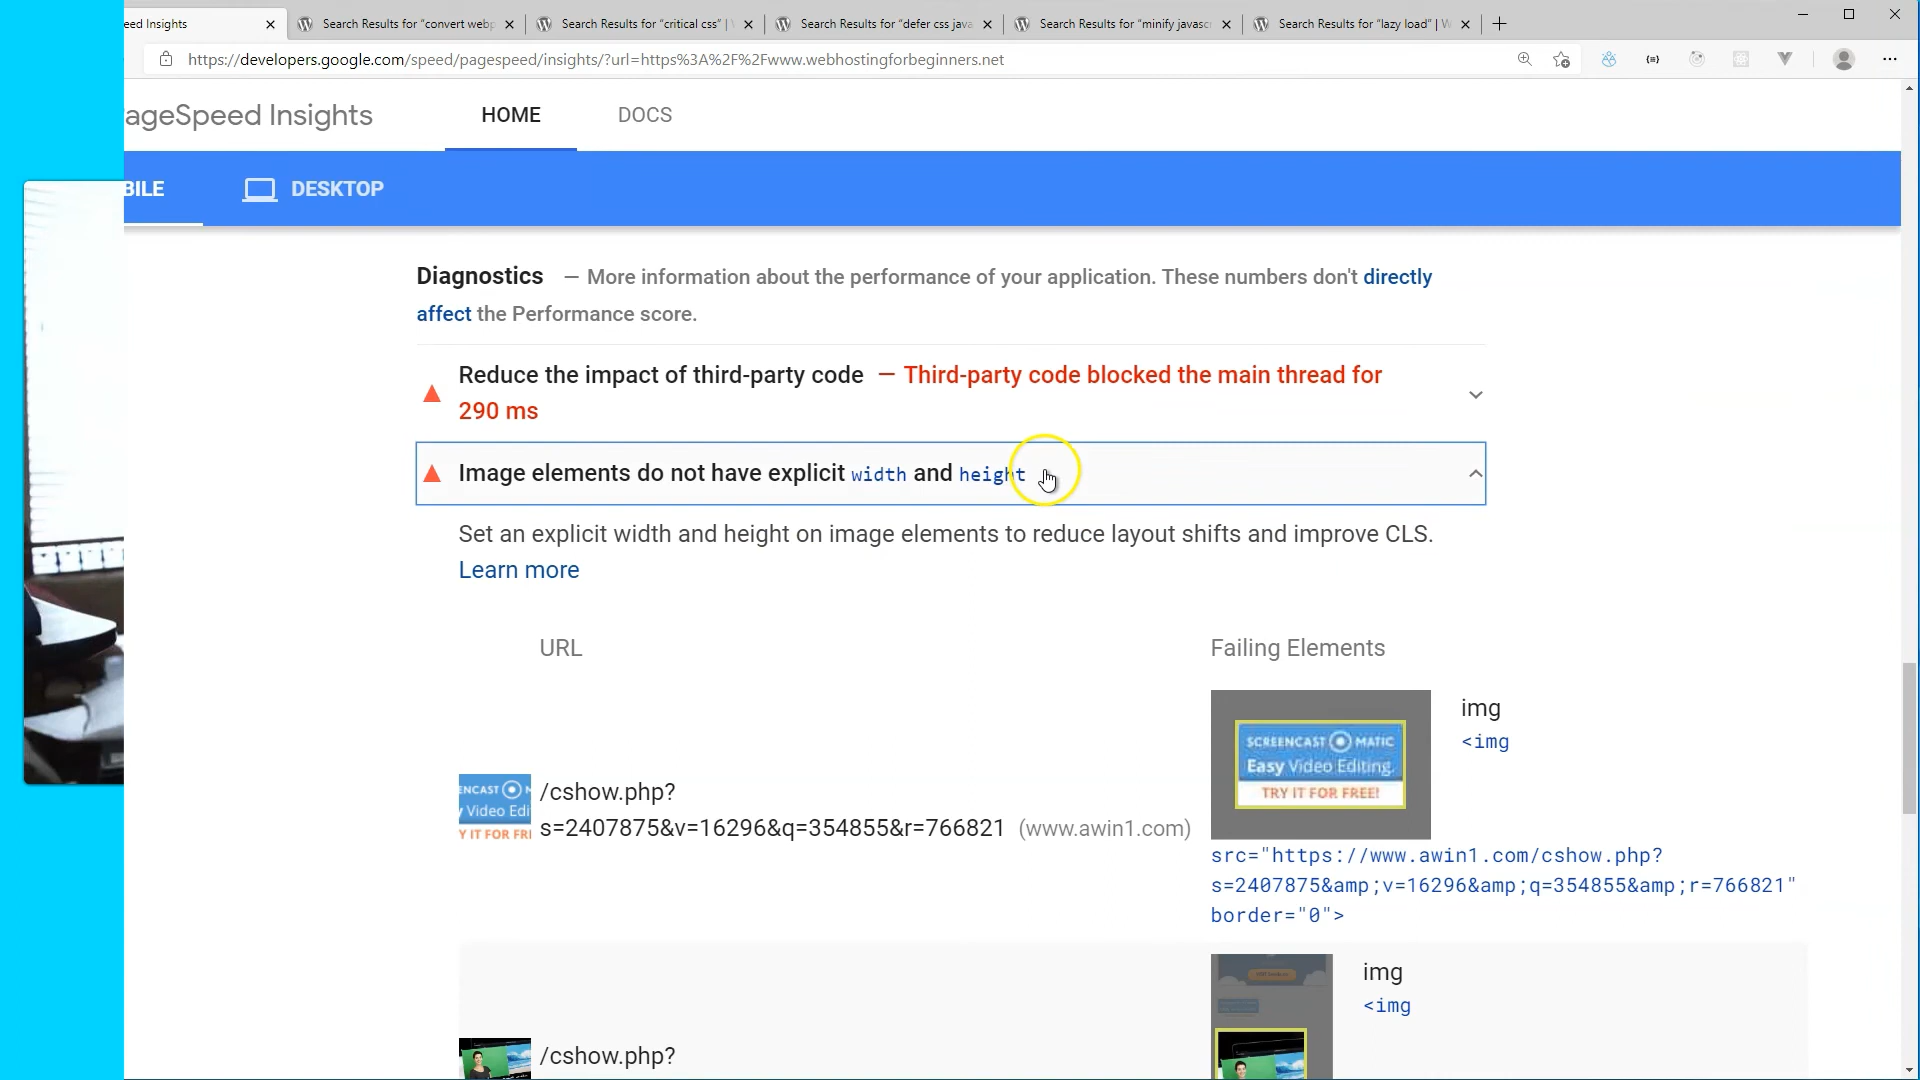 eed Insights
Search Results for “convert webp
Search Results for “critical css” |
Search Results for “defer css java
Search Results for “minify javascr
Search Results for “lazy load” | W
https://developers.google.com/speed/pagespeed/insights/?url=https%3A%2F%2Fwww.webhostingforbeginners.net
ageSpeed Insights
HOME
DOCS
BILE
DESKTOP
Diagnostics — More information about the performance of your application. These numbers don't directly
affect the Performance score.
Reduce the impact of third-party code — Third-party code blocked the main thread for
290 ms
Image elements do not have explicit width and height
Set an explicit width and height on image elements to reduce layout shifts and improve CLS.
Learn more
URL
Failing Elements
SCREENCAST MATIC
Easy Video Editing.
TRY IT FOR FREE!
img
<img
ENCAST
Video Edi
Y IT FOR FRE
/cshow.php?
s=2407875&v=16296&q=354855&r=766821 (www.awin1.com)
src="https://www.awin1.com/cshow.php?
s=2407875&amp;v=16296&amp;q=354855&amp;r=766821"
border="0">
img
<img
/cshow.php?